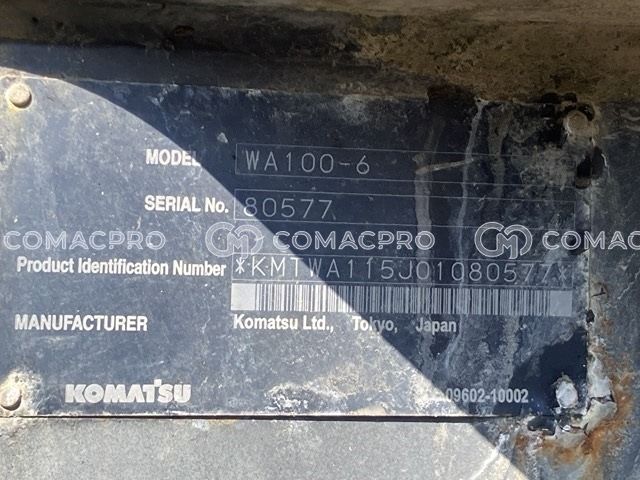 MODEL WA100-6
SERIAL No. 80577
COMACPRO COMACPRO COMACPRO
Product Identification Number *KMTWA115J01080577*
MANUFACTURER Komatsu Ltd., Tokyo, Japan
KOMATSU 09602-10002